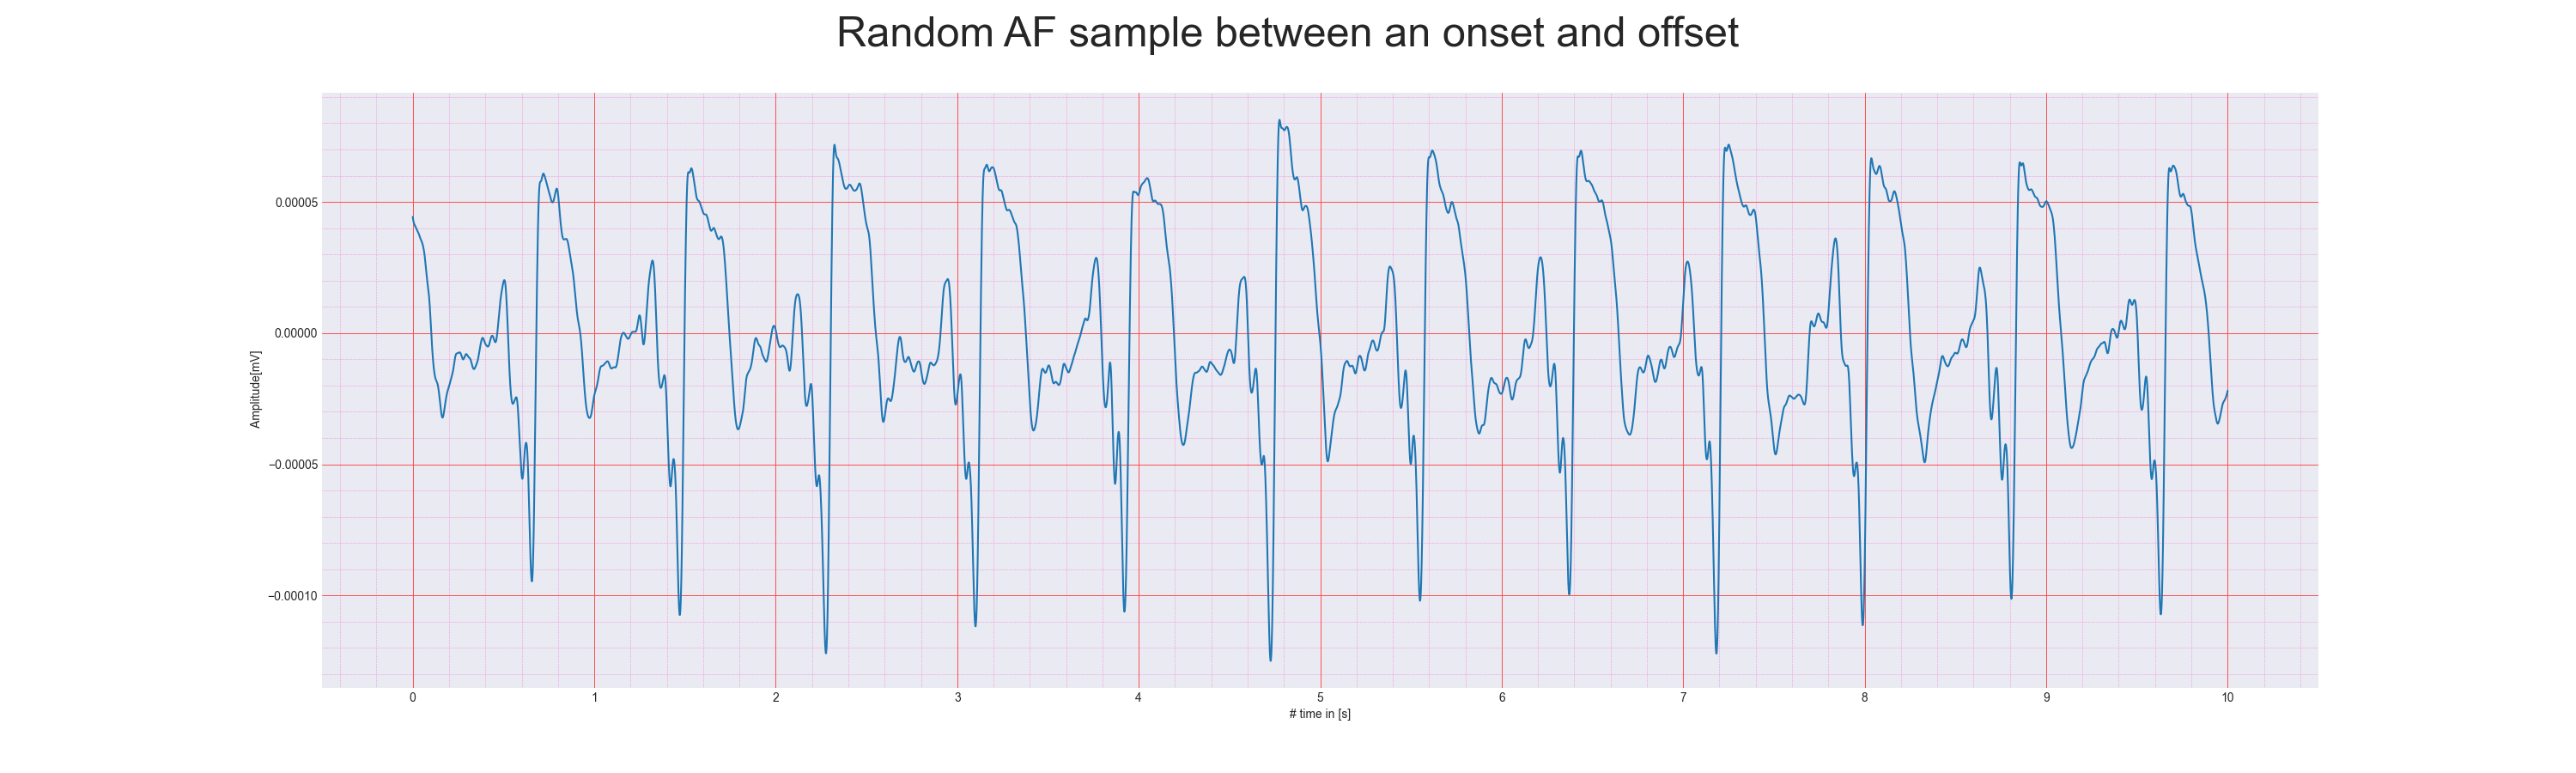 Random AF sample between an onset and offset
0.00005
0.00000
−0.00005
−0.00010
Amplitude[mV]
0 1 2 3 4 5 6 7 8 9 10
# time in [s]